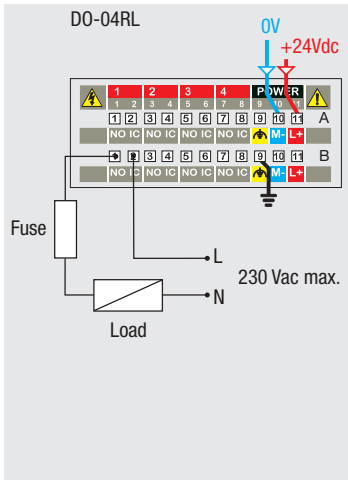 DO-04RL
0V
+24Vdc
1 2 3 4 POWER
1 2 3 4 5 6 7 8 9 10 11
1 2 3 4 5 6 7 8 9 10 11 A
NO IC NO IC NO IC NO IC M- L+
1 2 3 4 5 6 7 8 9 10 11 B
NO IC NO IC NO IC NO IC M- L+
Fuse
L
230 Vac max.
N
Load